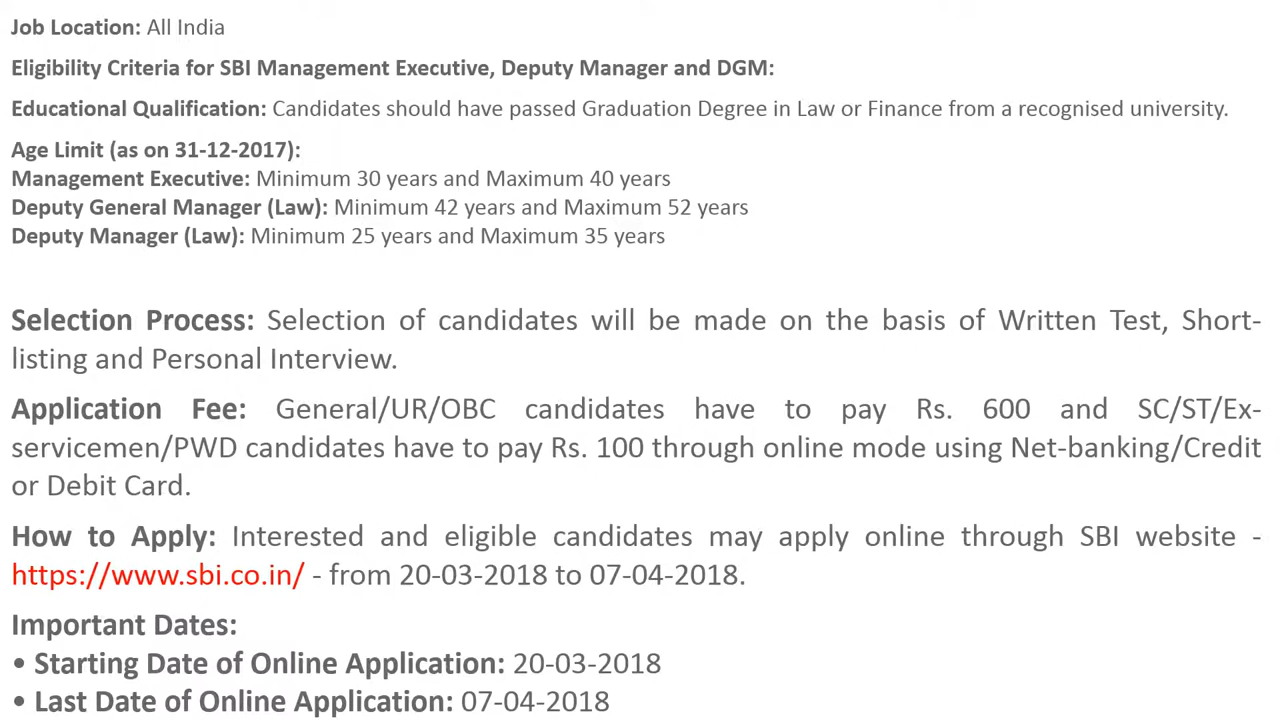 Job Location: All India
Eligibility Criteria for SBI Management Executive, Deputy Manager and DGM:
Educational Qualification: Candidates should have passed Graduation Degree in Law or Finance from a recognised university.
Age Limit (as on 31-12-2017):
Management Executive: Minimum 30 years and Maximum 40 years
Deputy General Manager (Law): Minimum 42 years and Maximum 52 years
Deputy Manager (Law): Minimum 25 years and Maximum 35 years
Selection Process: Selection of candidates will be made on the basis of Written Test, Short-
listing and Personal Interview.
Application Fee: General/UR/OBC candidates have to pay Rs. 600 and SC/ST/Ex-
servicemen/PWD candidates have to pay Rs. 100 through online mode using Net-banking/Credit
or Debit Card.
How to Apply: Interested and eligible candidates may apply online through SBI website -
https://www.sbi.co.in/ - from 20-03-2018 to 07-04-2018.
Important Dates:
• Starting Date of Online Application: 20-03-2018
• Last Date of Online Application: 07-04-2018